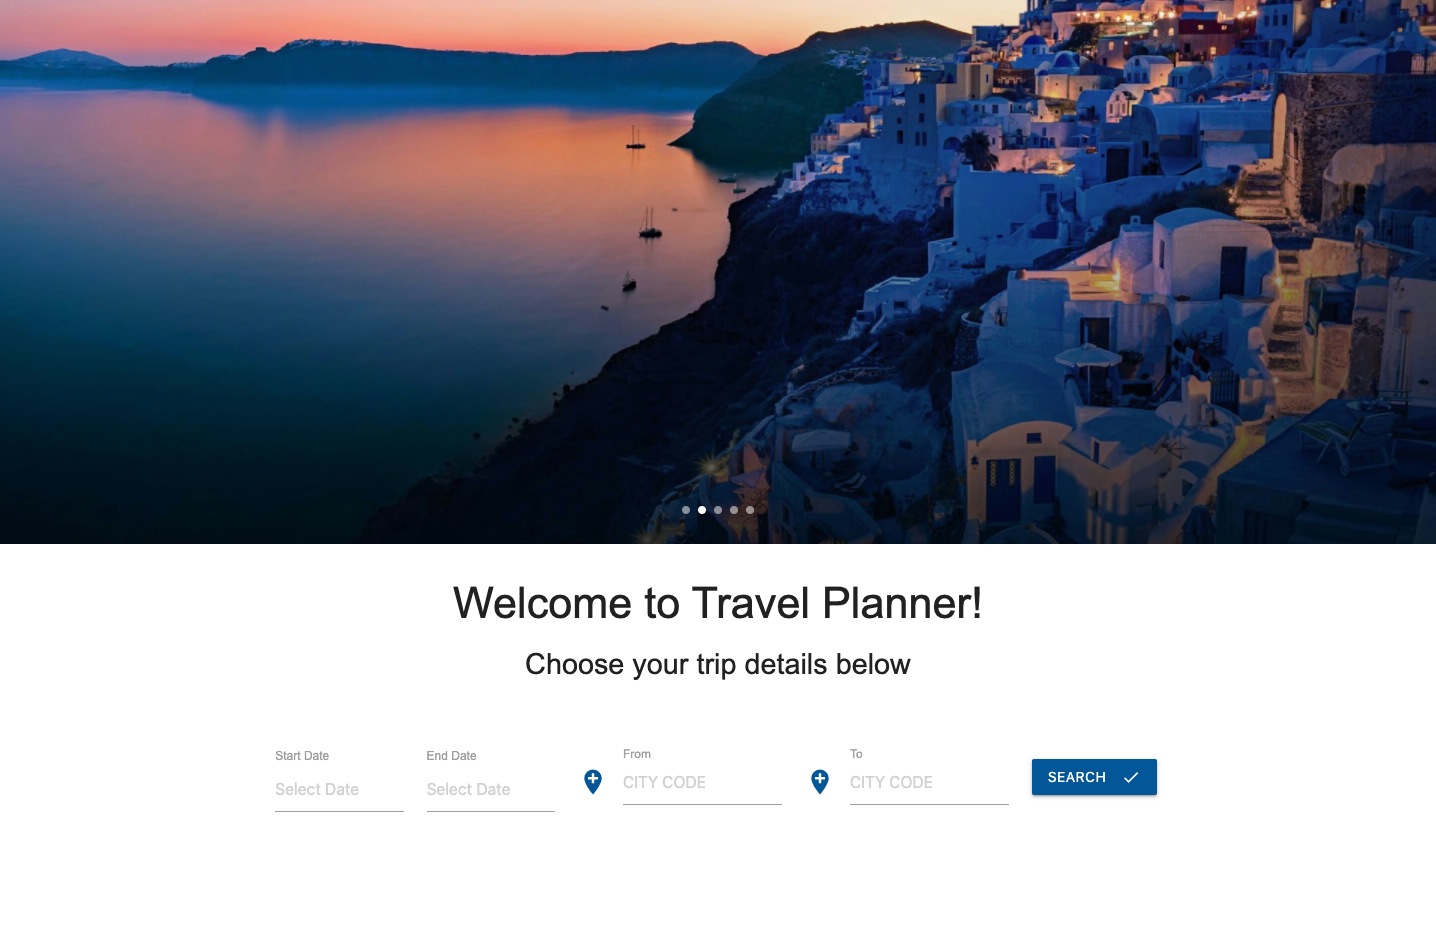 Welcome to Travel Planner!
Choose your trip details below
Start Date
Select Date
End Date
Select Date
From
CITY CODE
To
CITY CODE
SEARCH